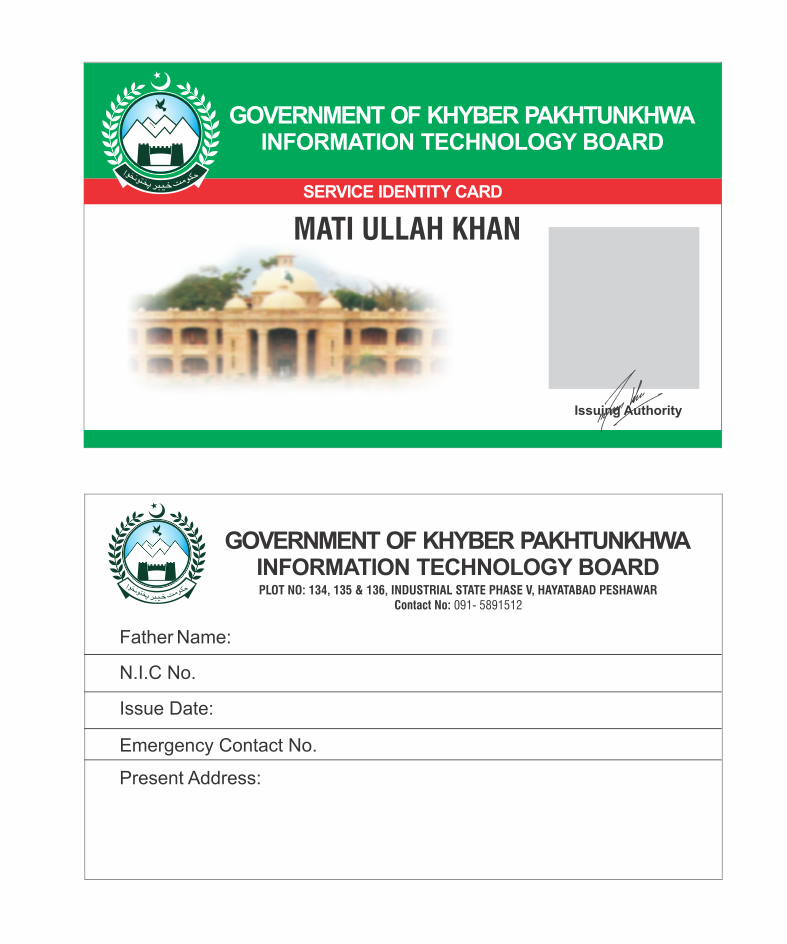 GOVERNMENT OF KHYBER PAKHTUNKHWA
INFORMATION TECHNOLOGY BOARD
حکومت خیبر پختونخوا
SERVICE IDENTITY CARD
MATI ULLAH KHAN
Issuing Authority
GOVERNMENT OF KHYBER PAKHTUNKHWA
INFORMATION TECHNOLOGY BOARD
PLOT NO: 134, 135 & 136, INDUSTRIAL STATE PHASE V, HAYATABAD PESHAWAR
Contact No: 091- 5891512
حکومت خیبر پختونخوا
Father Name:
N.I.C No.
Issue Date:
Emergency Contact No.
Present Address: